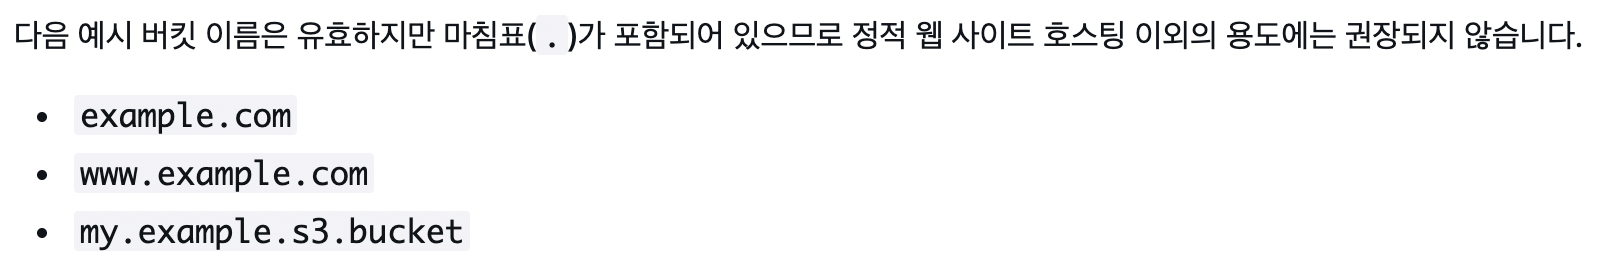 다음 예시 버킷 이름은 유효하지만 마침표( . )가 포함되어 있으므로 정적 웹 사이트 호스팅 이외의 용도에는 권장되지 않습니다.
• example.com
• www.example.com
• my.example.s3.bucket